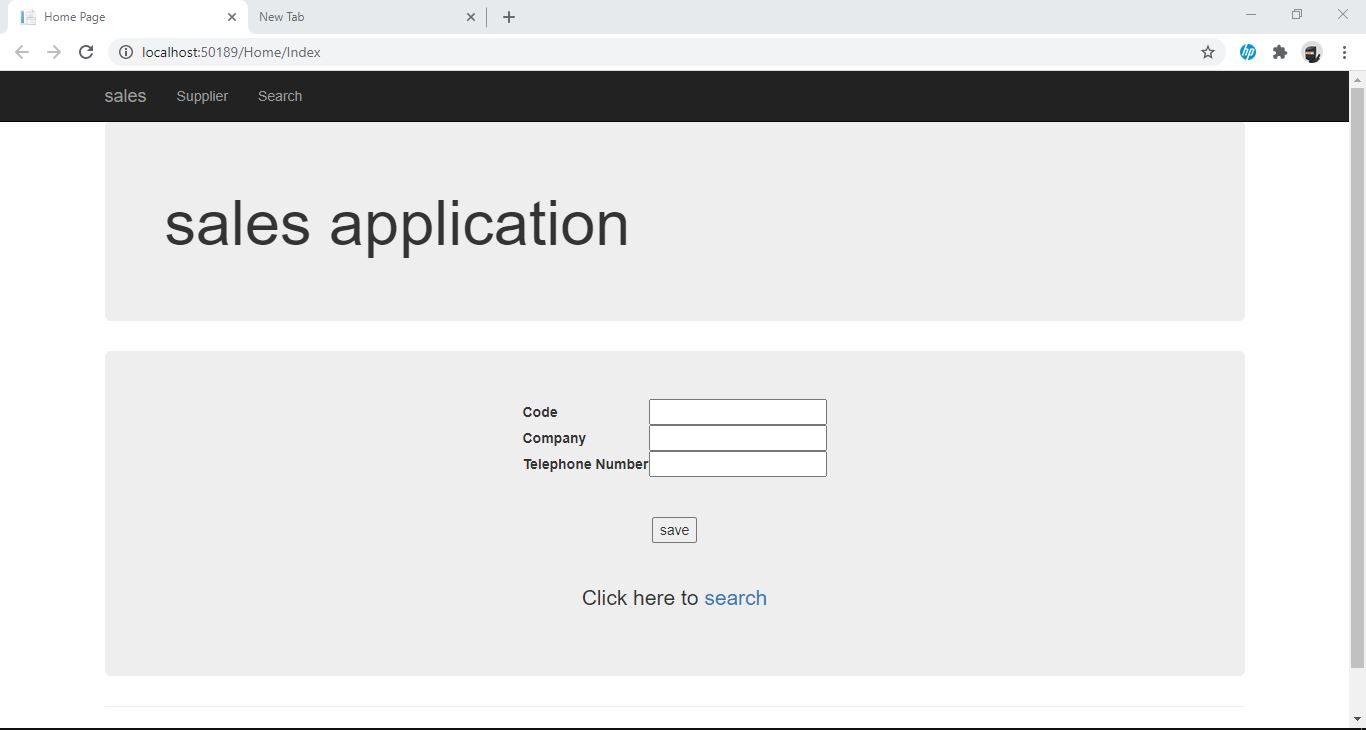 Home Page
New Tab
localhost:50189/Home/Index
hp
sales Supplier Search
sales application
Code
Company
Telephone Number
save
Click here to search